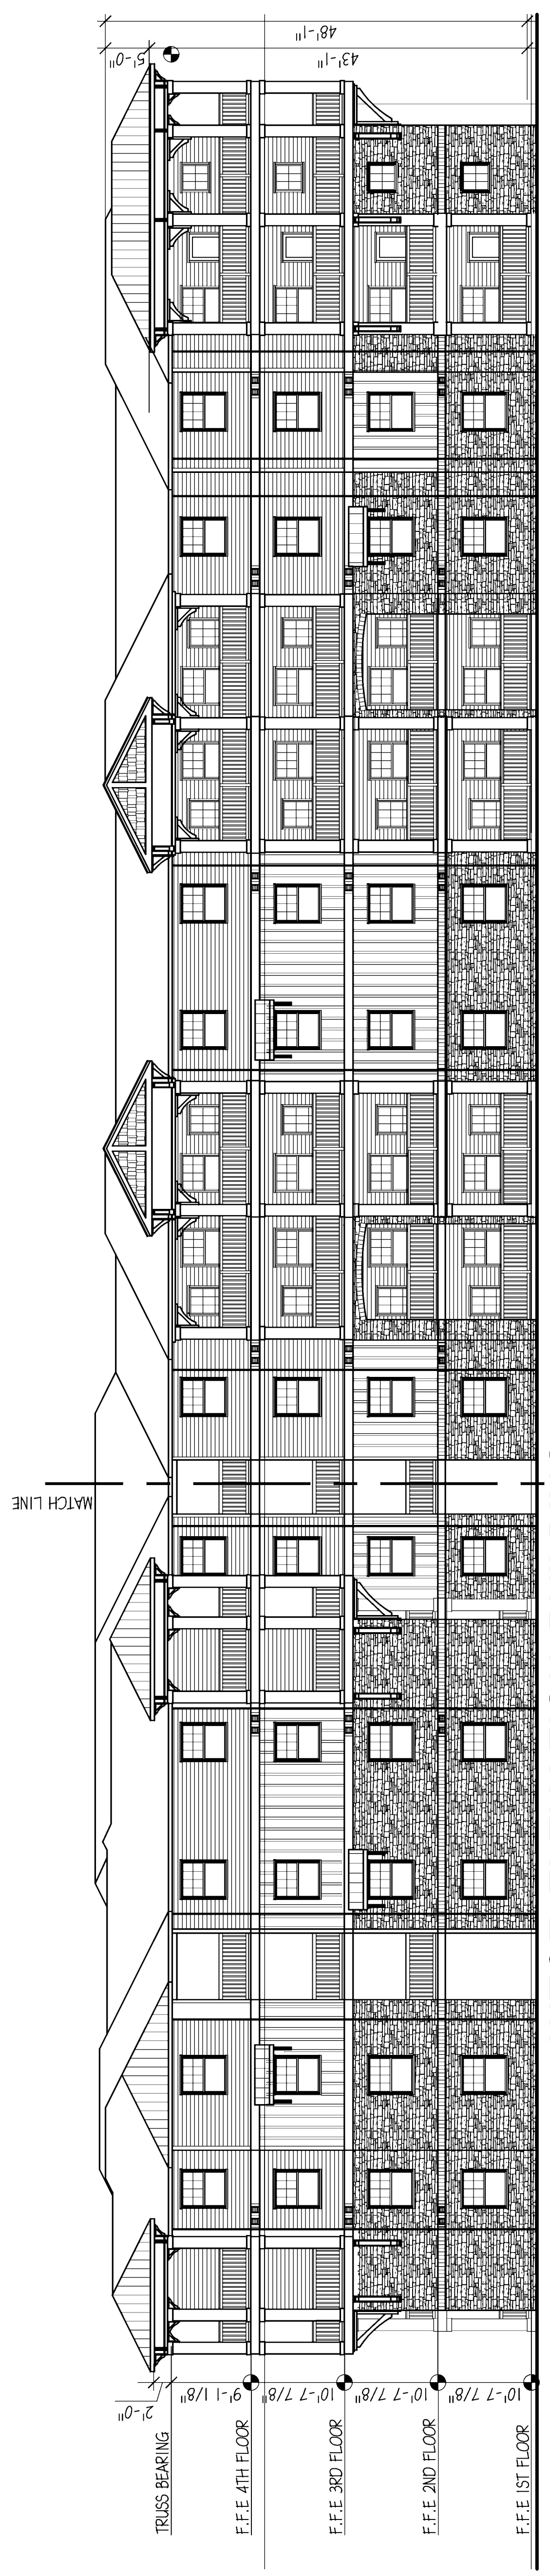 48'-1"
43'-1"
5'-0"
MATCH LINE
2'-0"
TRUSS BEARING
9'-1 1/8"
F.F.E 4TH FLOOR
10'-7 7/8"
F.F.E 3RD FLOOR
10'-7 7/8"
F.F.E 2ND FLOOR
10'-7 7/8"
F.F.E 1ST FLOOR